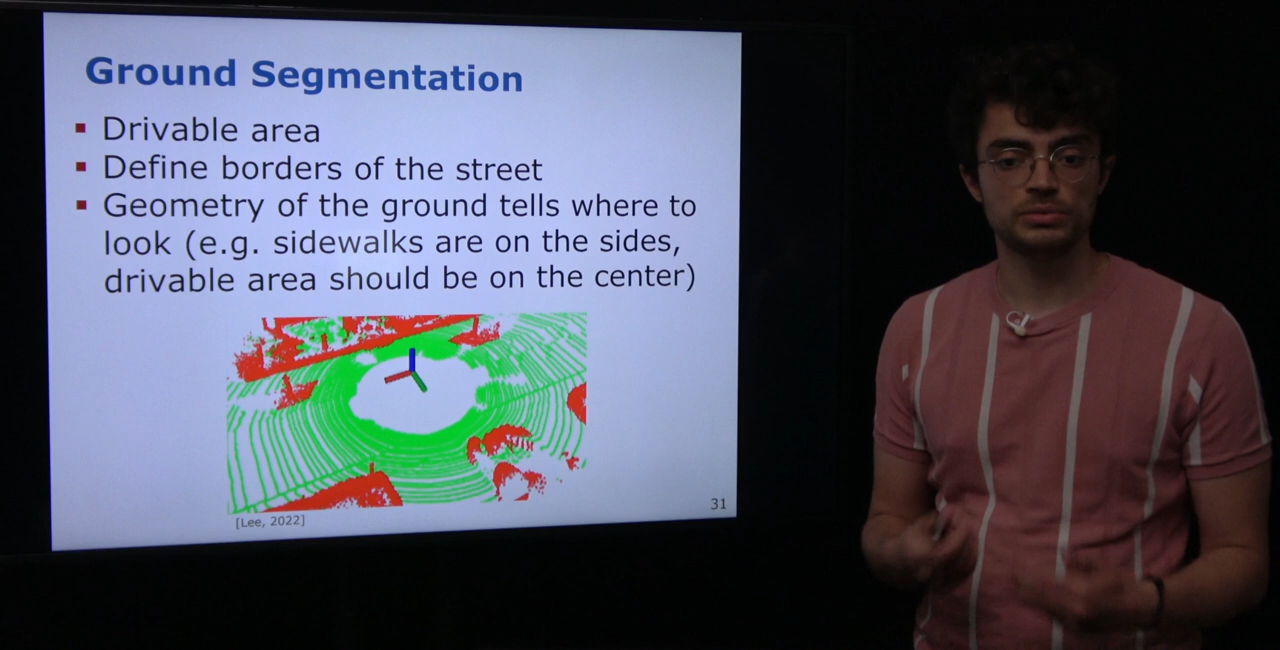 Ground Segmentation
▪ Drivable area
▪ Define borders of the street
▪ Geometry of the ground tells where to
look (e.g. sidewalks are on the sides,
drivable area should be on the center)
[Lee, 2022]
31